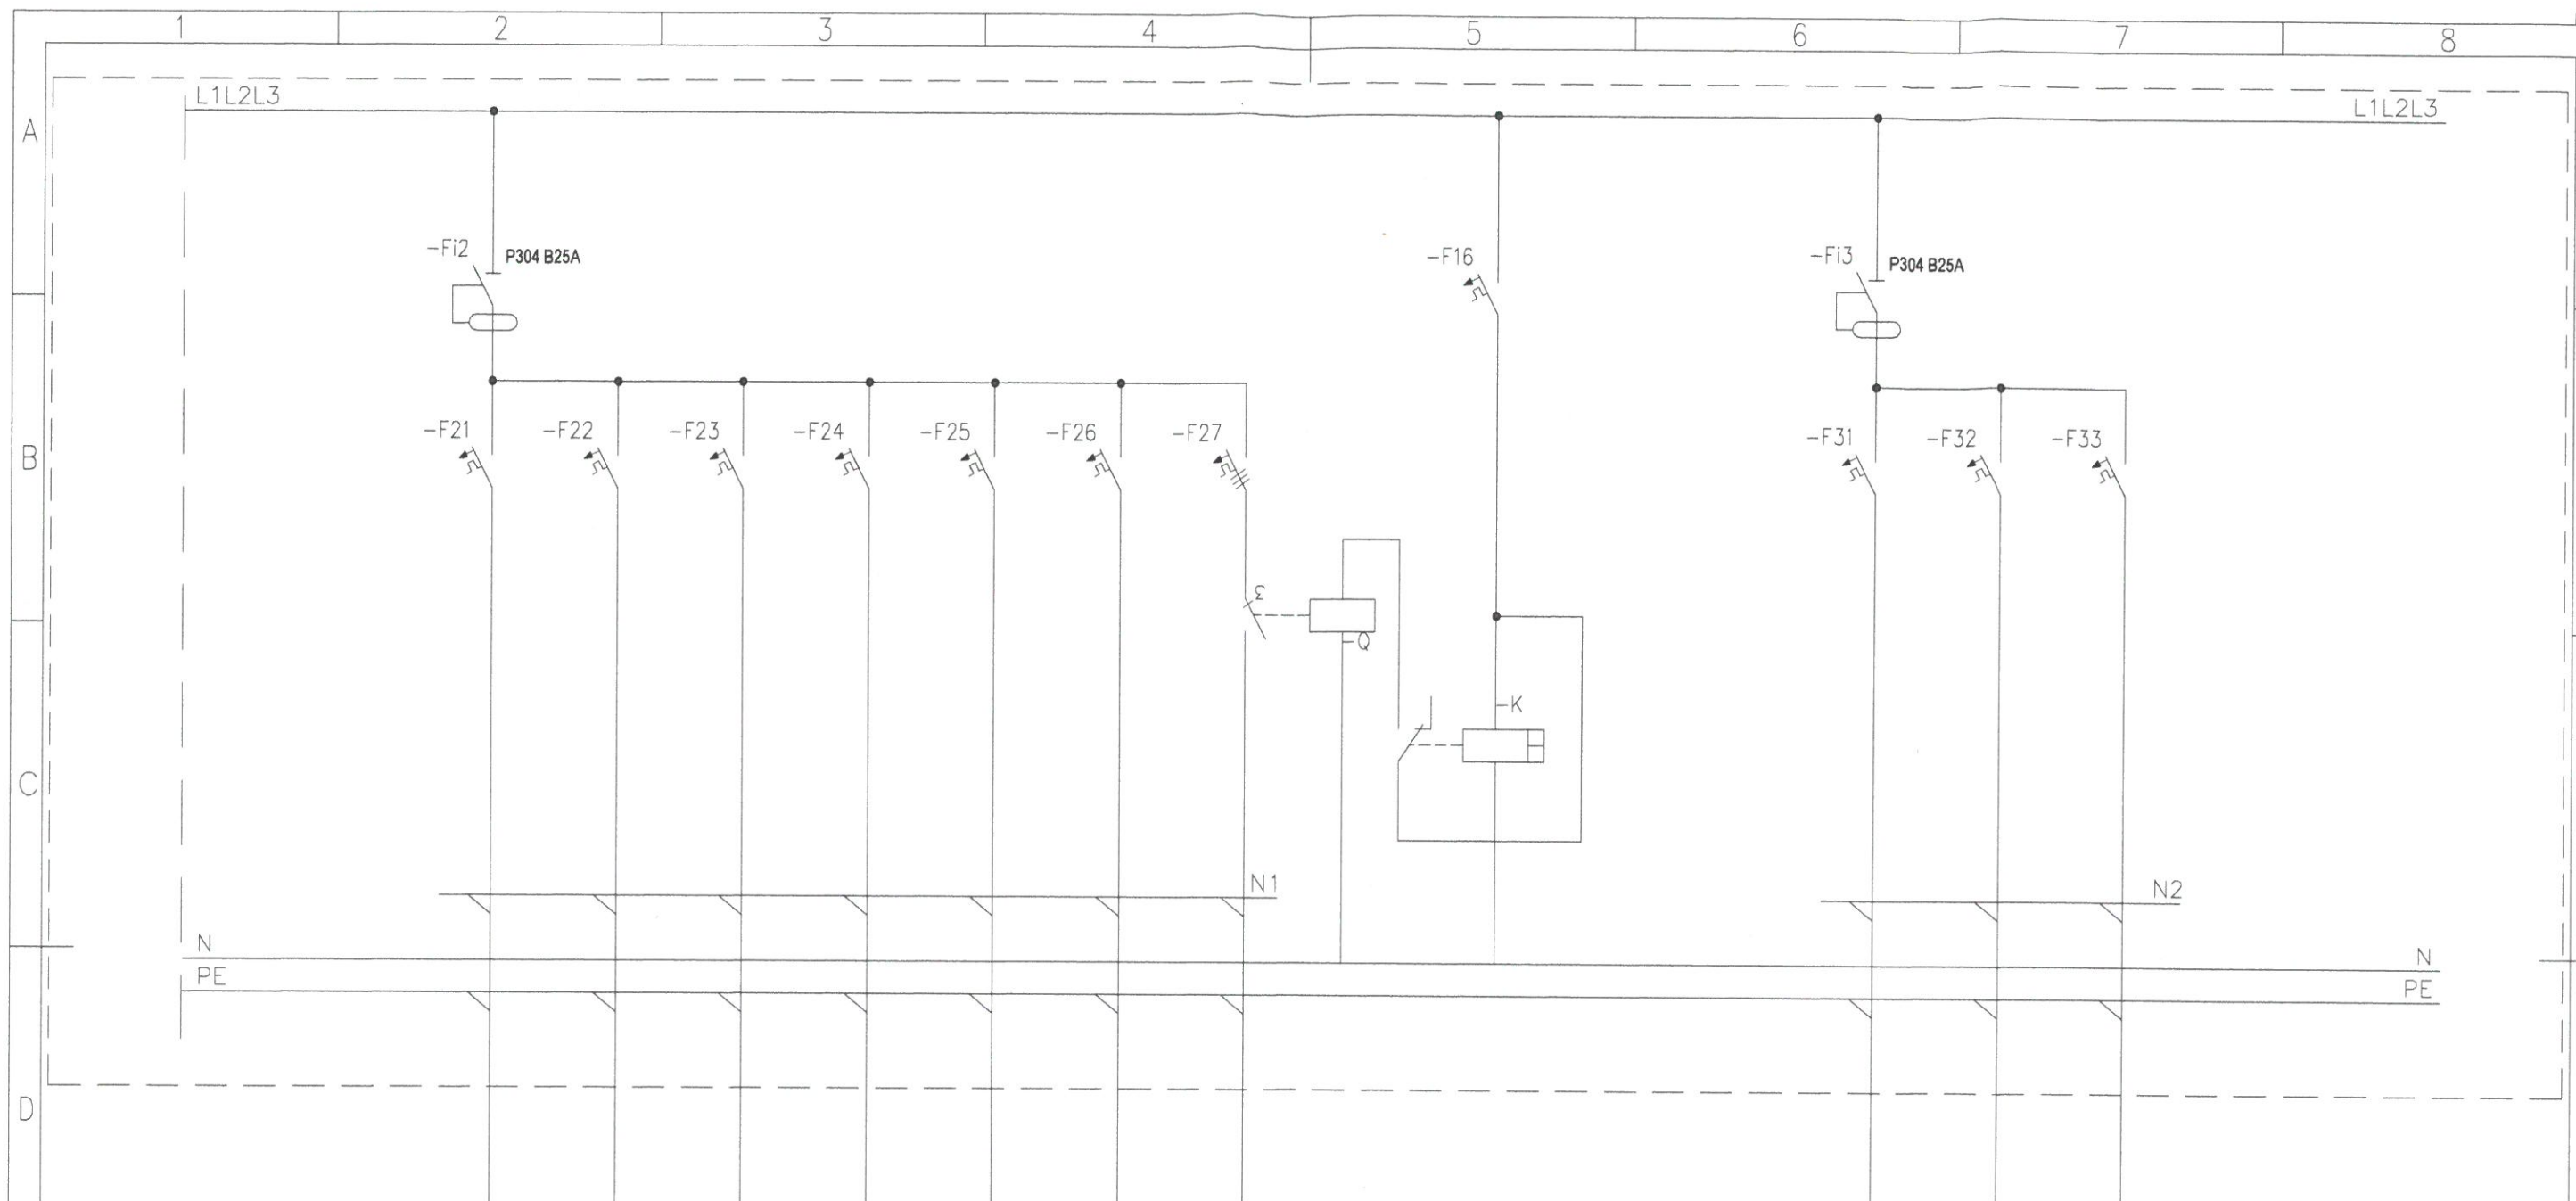 1 2 3 4 5 6 7 8
L1L2L3 L1L2L3
A
-Fi2 P304 B25A -F16 -Fi3 P304 B25A
-F21 -F22 -F23 -F24 -F25 -F26 -F27 -F31 -F32 -F33
B
3
-Q
-K
C
N1 N2
N N
PE PE
D